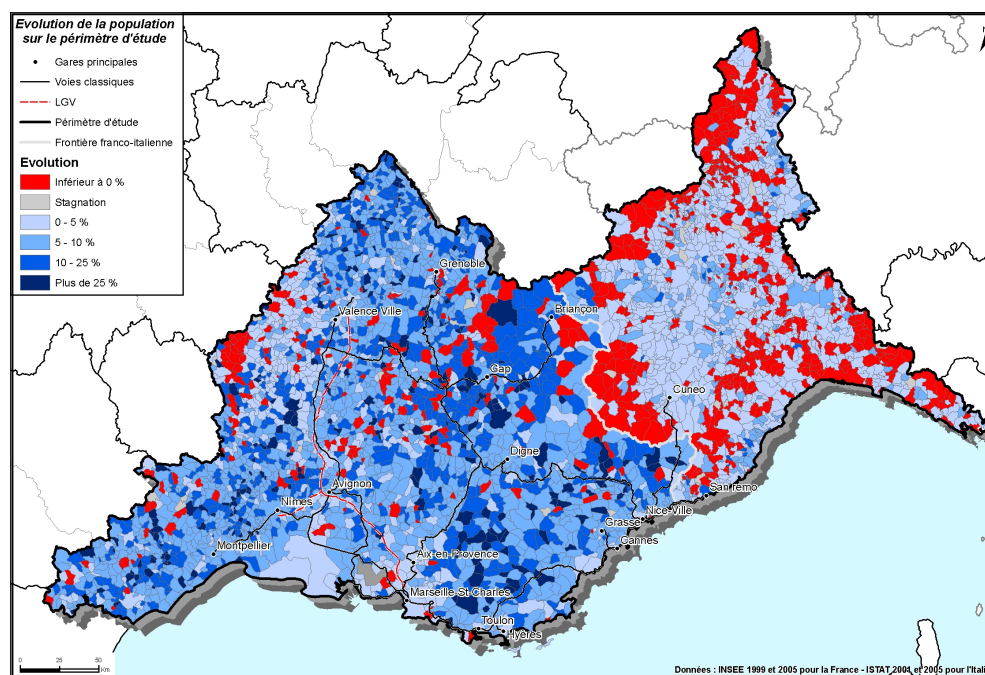 Evolution de la population
sur le périmètre d'étude
Gares principales
Voies classiques
LGV
Périmètre d'étude
Frontière franco-italienne
Evolution
Inférieur à 0 %
Stagnation
0 - 5 %
5 - 10 %
10 - 25 %
Plus de 25 %
Grenoble
Valence Ville
Briançon
Gap
Cuneo
Digne
Avignon
San remo
Nîmes
Nice-Ville
Grasse
Cannes
Montpellier
Aix-en-Provence
Marseille-St-Charles
Toulon
Hyères
0 25 50
Km
Données : INSEE 1999 et 2005 pour la France - ISTAT 2001 et 2005 pour l'Itali